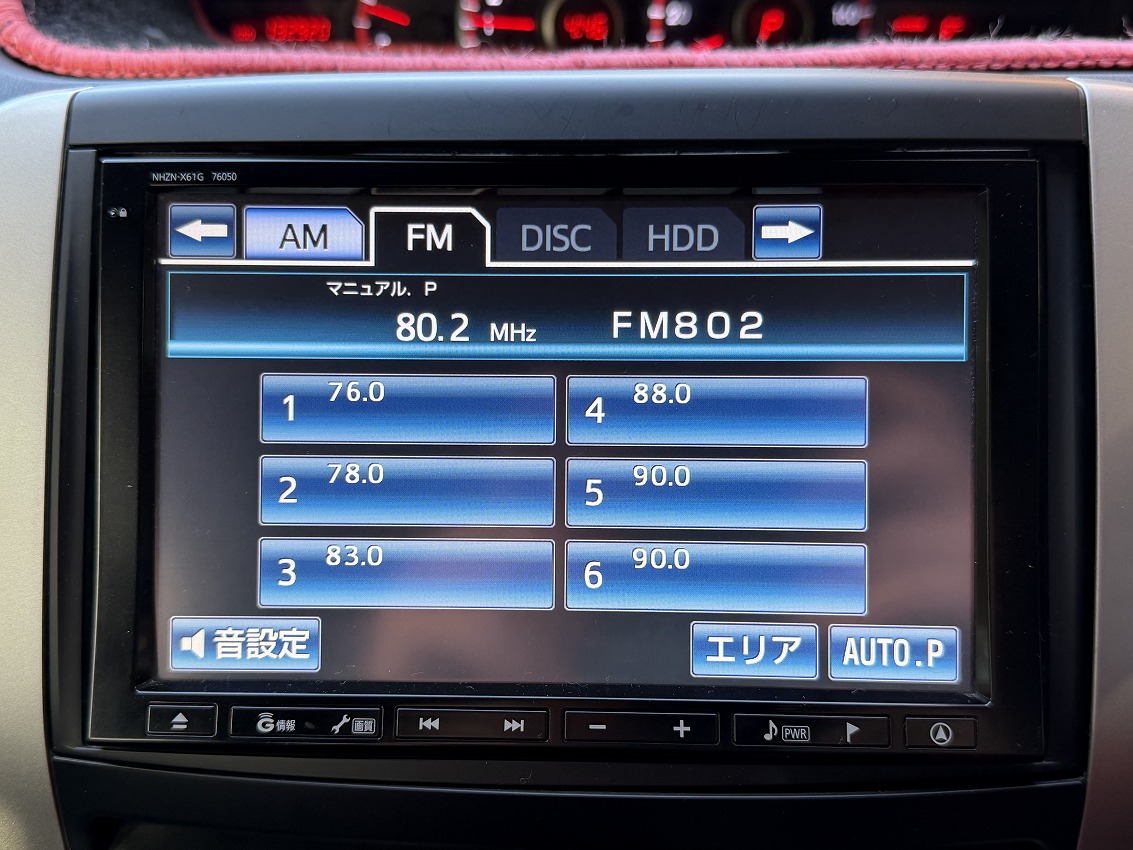 NHZN-X61G 76050
AM FM DISC HDD
マニュアル. P
80.2 MHz FM802
1 76.0 4 88.0
2 78.0 5 90.0
3 83.0 6 90.0
音設定 エリア AUTO.P
G情報 画質 PWR